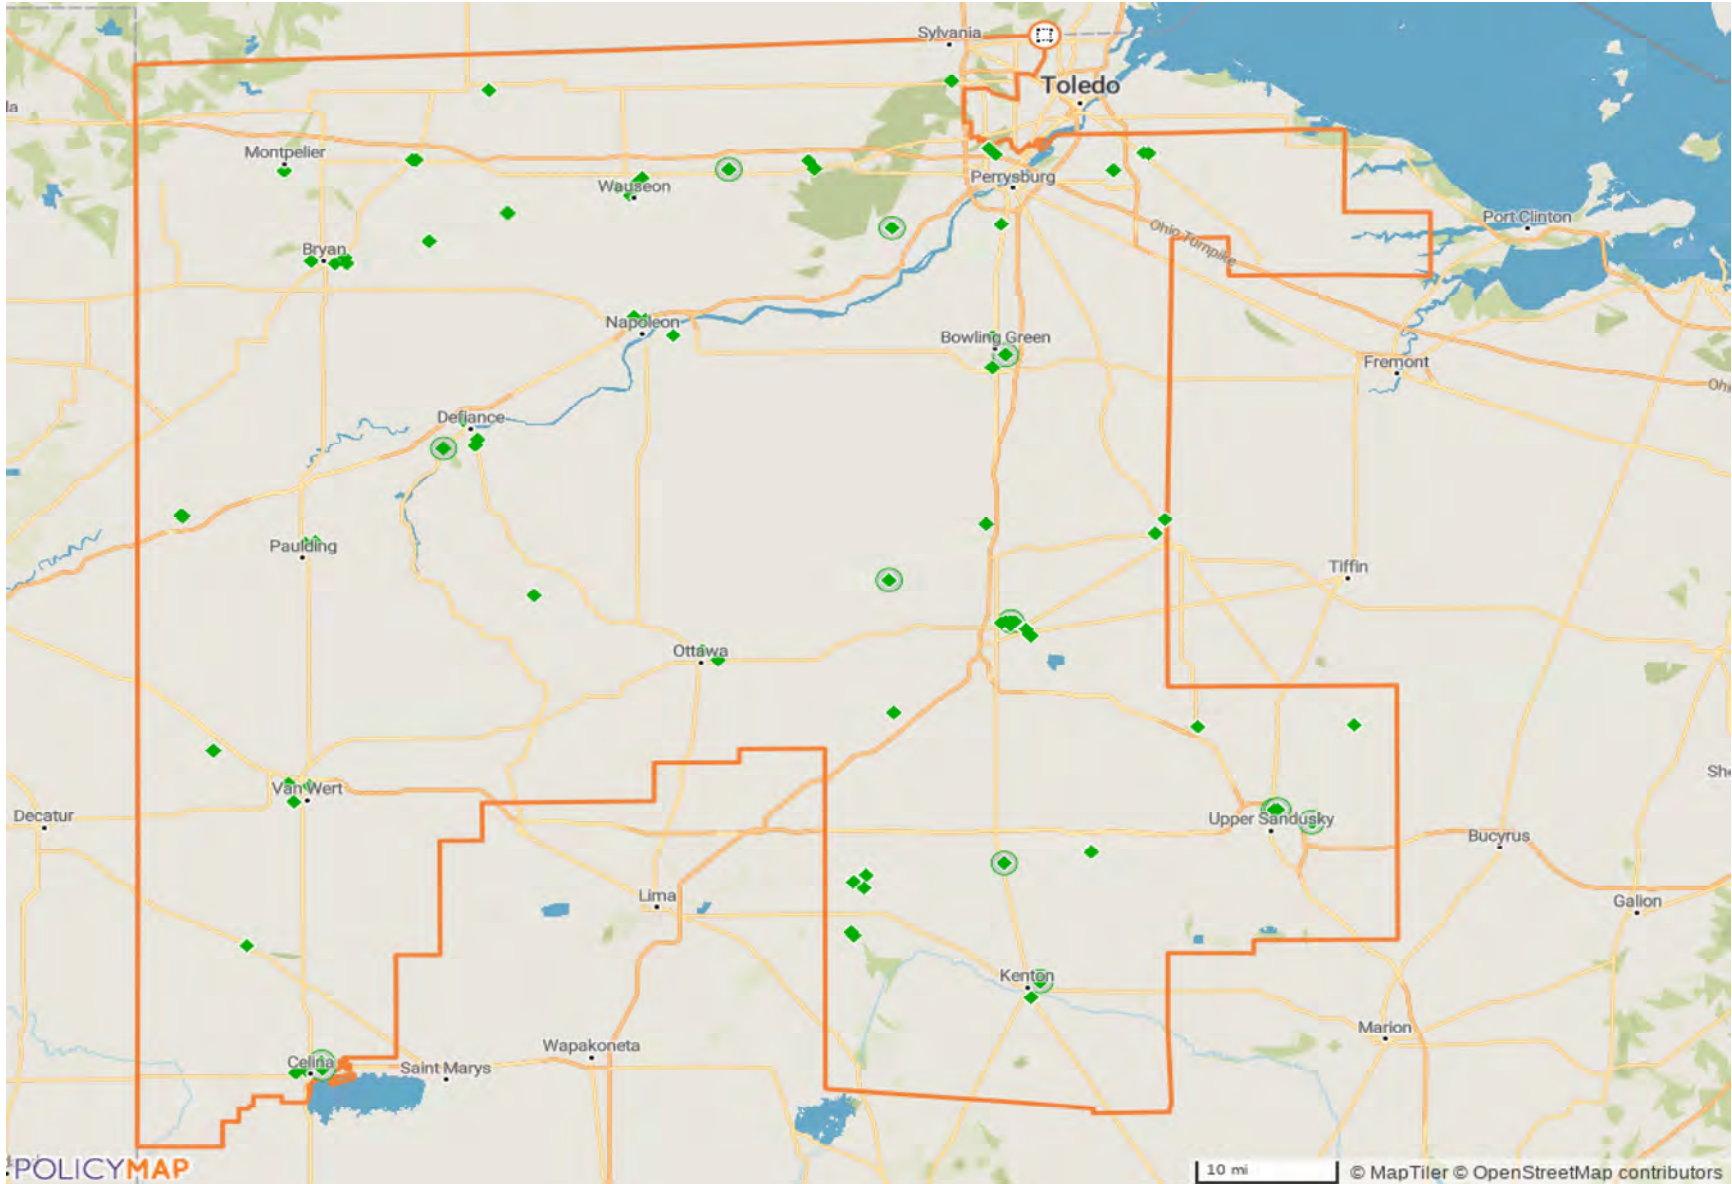 Sylvania
Toledo
la
Montpelier
Wauseon
Perrysburg
Port Clinton
Ohio Turnpike
Bryan
Napoleon
Bowling Green
Fremont
Defiance
Paulding
Tiffin
Ottawa
Van Wert
Decatur
Upper Sandusky
Bucyrus
Lima
Galion
Kenton
Marion
Wapakoneta
Celina
Saint Marys
POLICYMAP
10 mi
© MapTiler © OpenStreetMap contributors